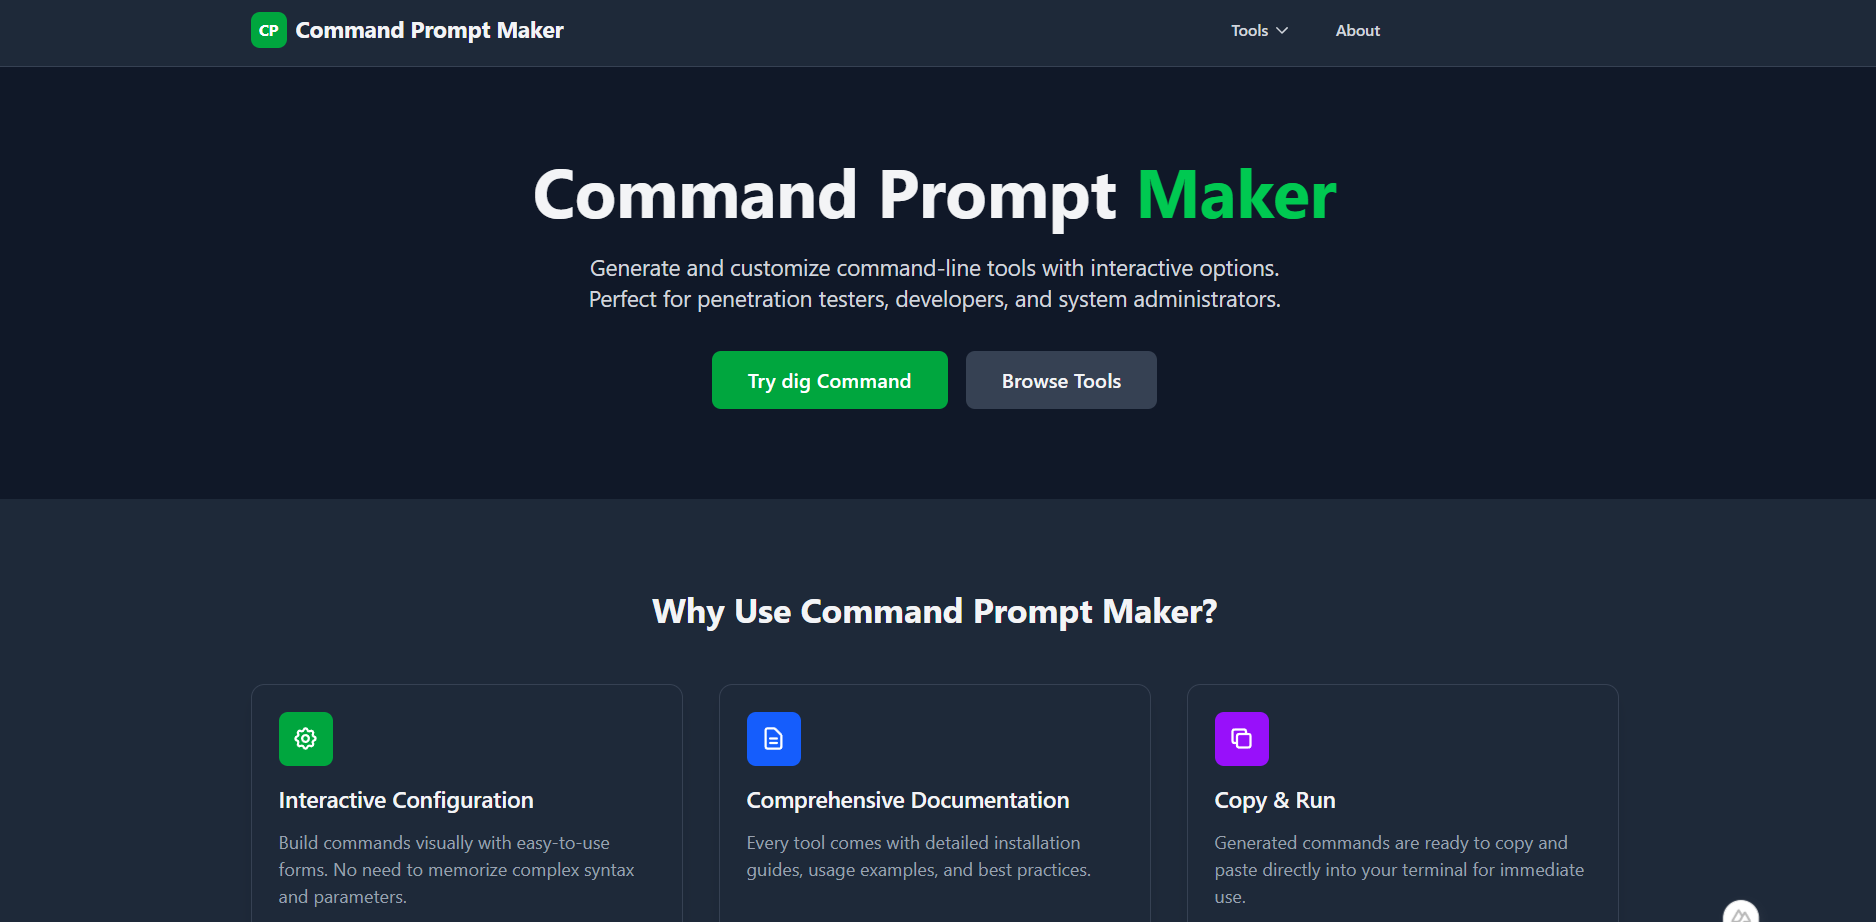 CP Command Prompt Maker
Tools
About
Command Prompt Maker
Generate and customize command-line tools with interactive options.
Perfect for penetration testers, developers, and system administrators.
Try dig Command
Browse Tools
Why Use Command Prompt Maker?
Interactive Configuration
Build commands visually with easy-to-use
forms. No need to memorize complex syntax
and parameters.
Comprehensive Documentation
Every tool comes with detailed installation
guides, usage examples, and best practices.
Copy & Run
Generated commands are ready to copy and
paste directly into your terminal for immediate
use.